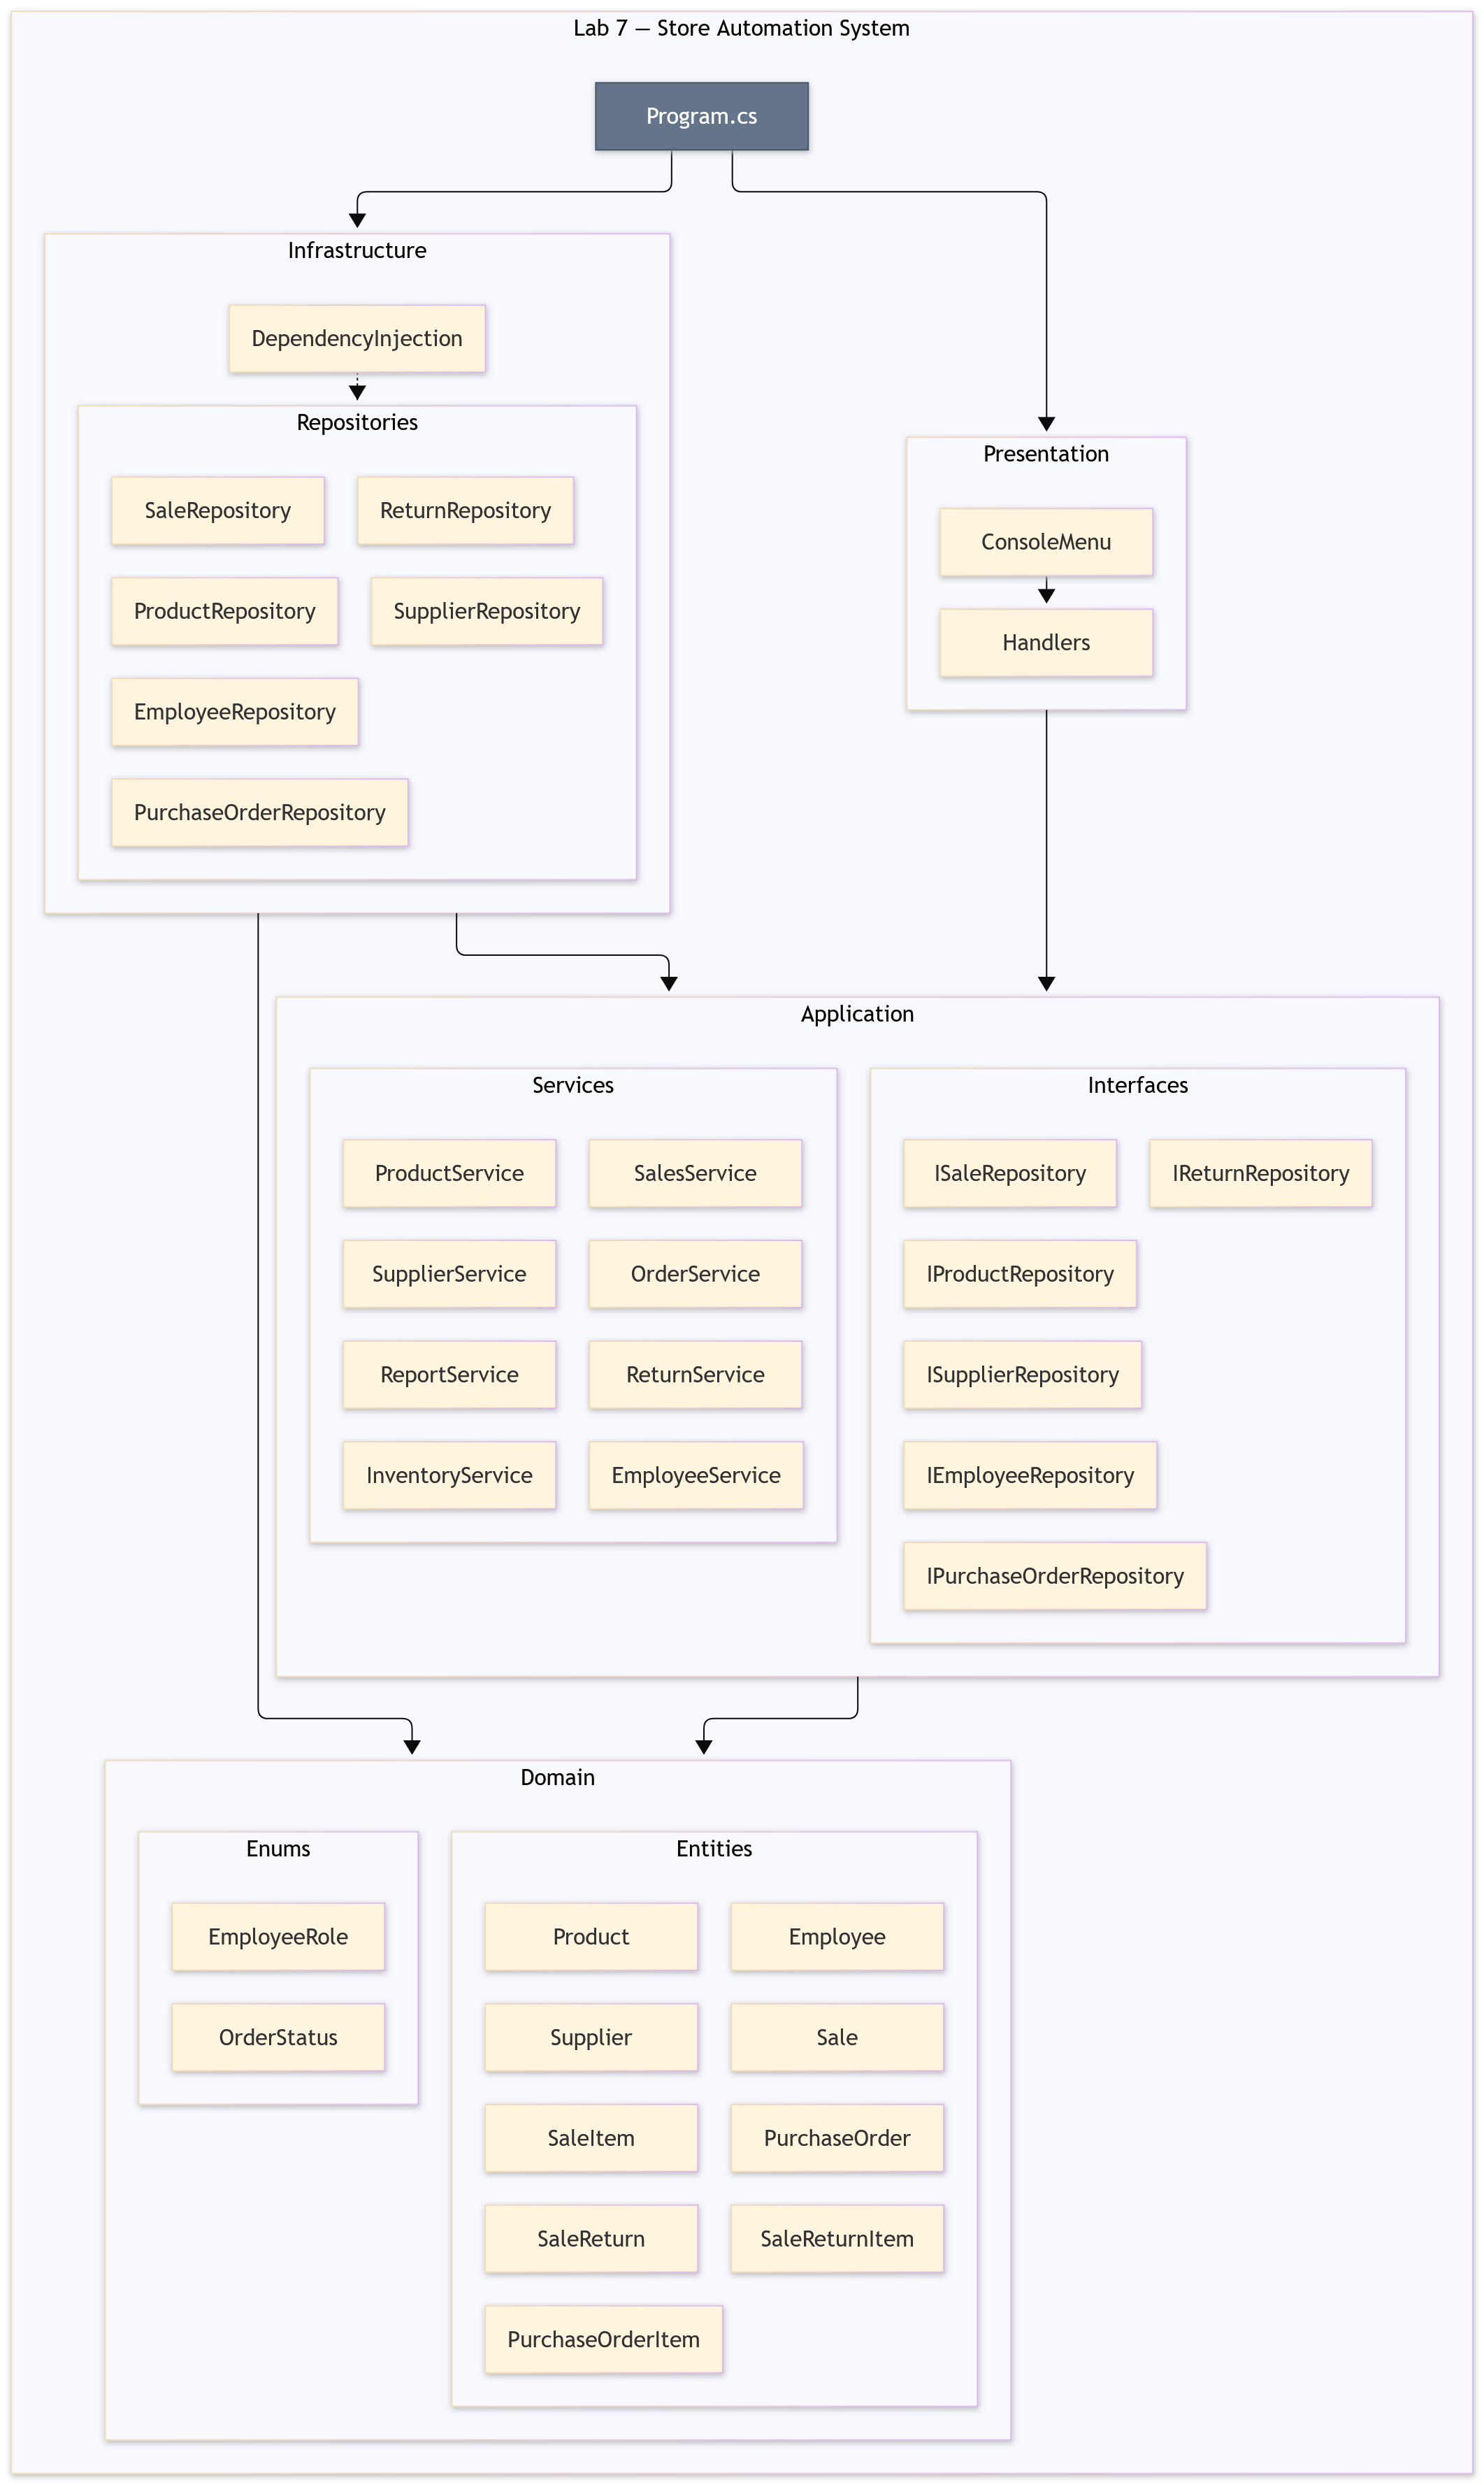 Lab 7 — Store Automation System
Program.cs
Infrastructure
DependencyInjection
Repositories
SaleRepository
ReturnRepository
ProductRepository
SupplierRepository
EmployeeRepository
PurchaseOrderRepository
Presentation
ConsoleMenu
Handlers
Application
Services
ProductService
SalesService
SupplierService
OrderService
ReportService
ReturnService
InventoryService
EmployeeService
Interfaces
ISaleRepository
IReturnRepository
IProductRepository
ISupplierRepository
IEmployeeRepository
IPurchaseOrderRepository
Domain
Enums
EmployeeRole
OrderStatus
Entities
Product
Employee
Supplier
Sale
SaleItem
PurchaseOrder
SaleReturn
SaleReturnItem
PurchaseOrderItem